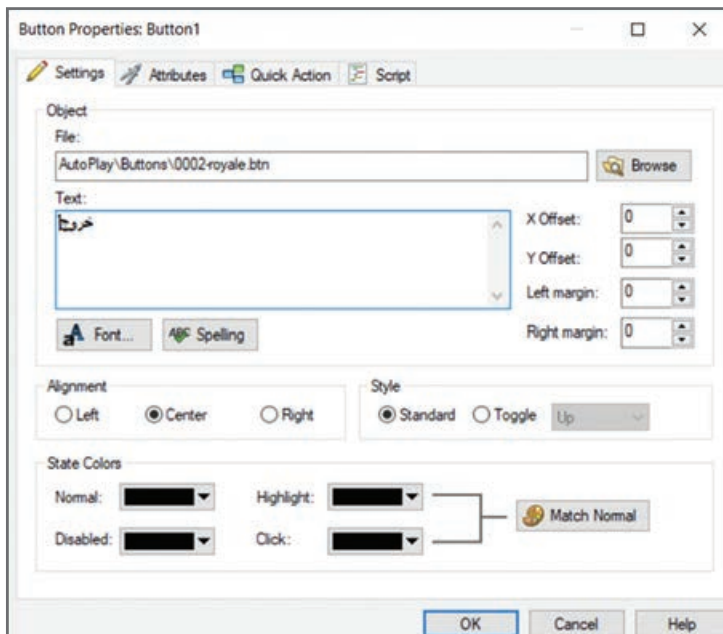 Button Properties: Button1
Settings Attributes Quick Action Script
Object
File:
AutoPlay\Buttons\0002-royale.btn Browse
Text:
خروج
X Offset: 0
Y Offset: 0
Left margin: 0
Right margin: 0
Font... ABC Spelling
Alignment
Left Center Right
Style
Standard Toggle Up
State Colors
Normal: Highlight:
Disabled: Click:
Match Normal
OK Cancel Help